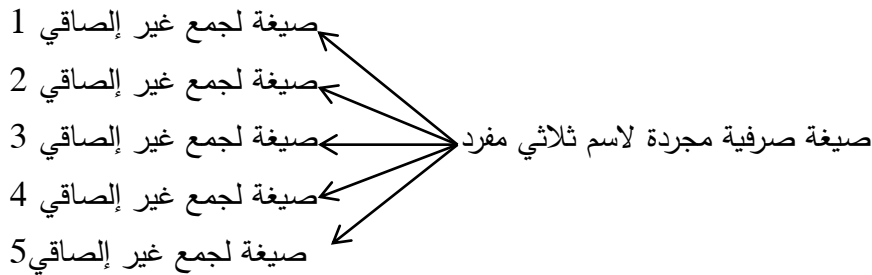 صيغة لجمع غير إلصاقي 1
صيغة لجمع غير إلصاقي 2
صيغة صرفية مجردة لاسم ثلاثي مفرد
صيغة لجمع غير إلصاقي 3
صيغة لجمع غير إلصاقي 4
صيغة لجمع غير إلصاقي5